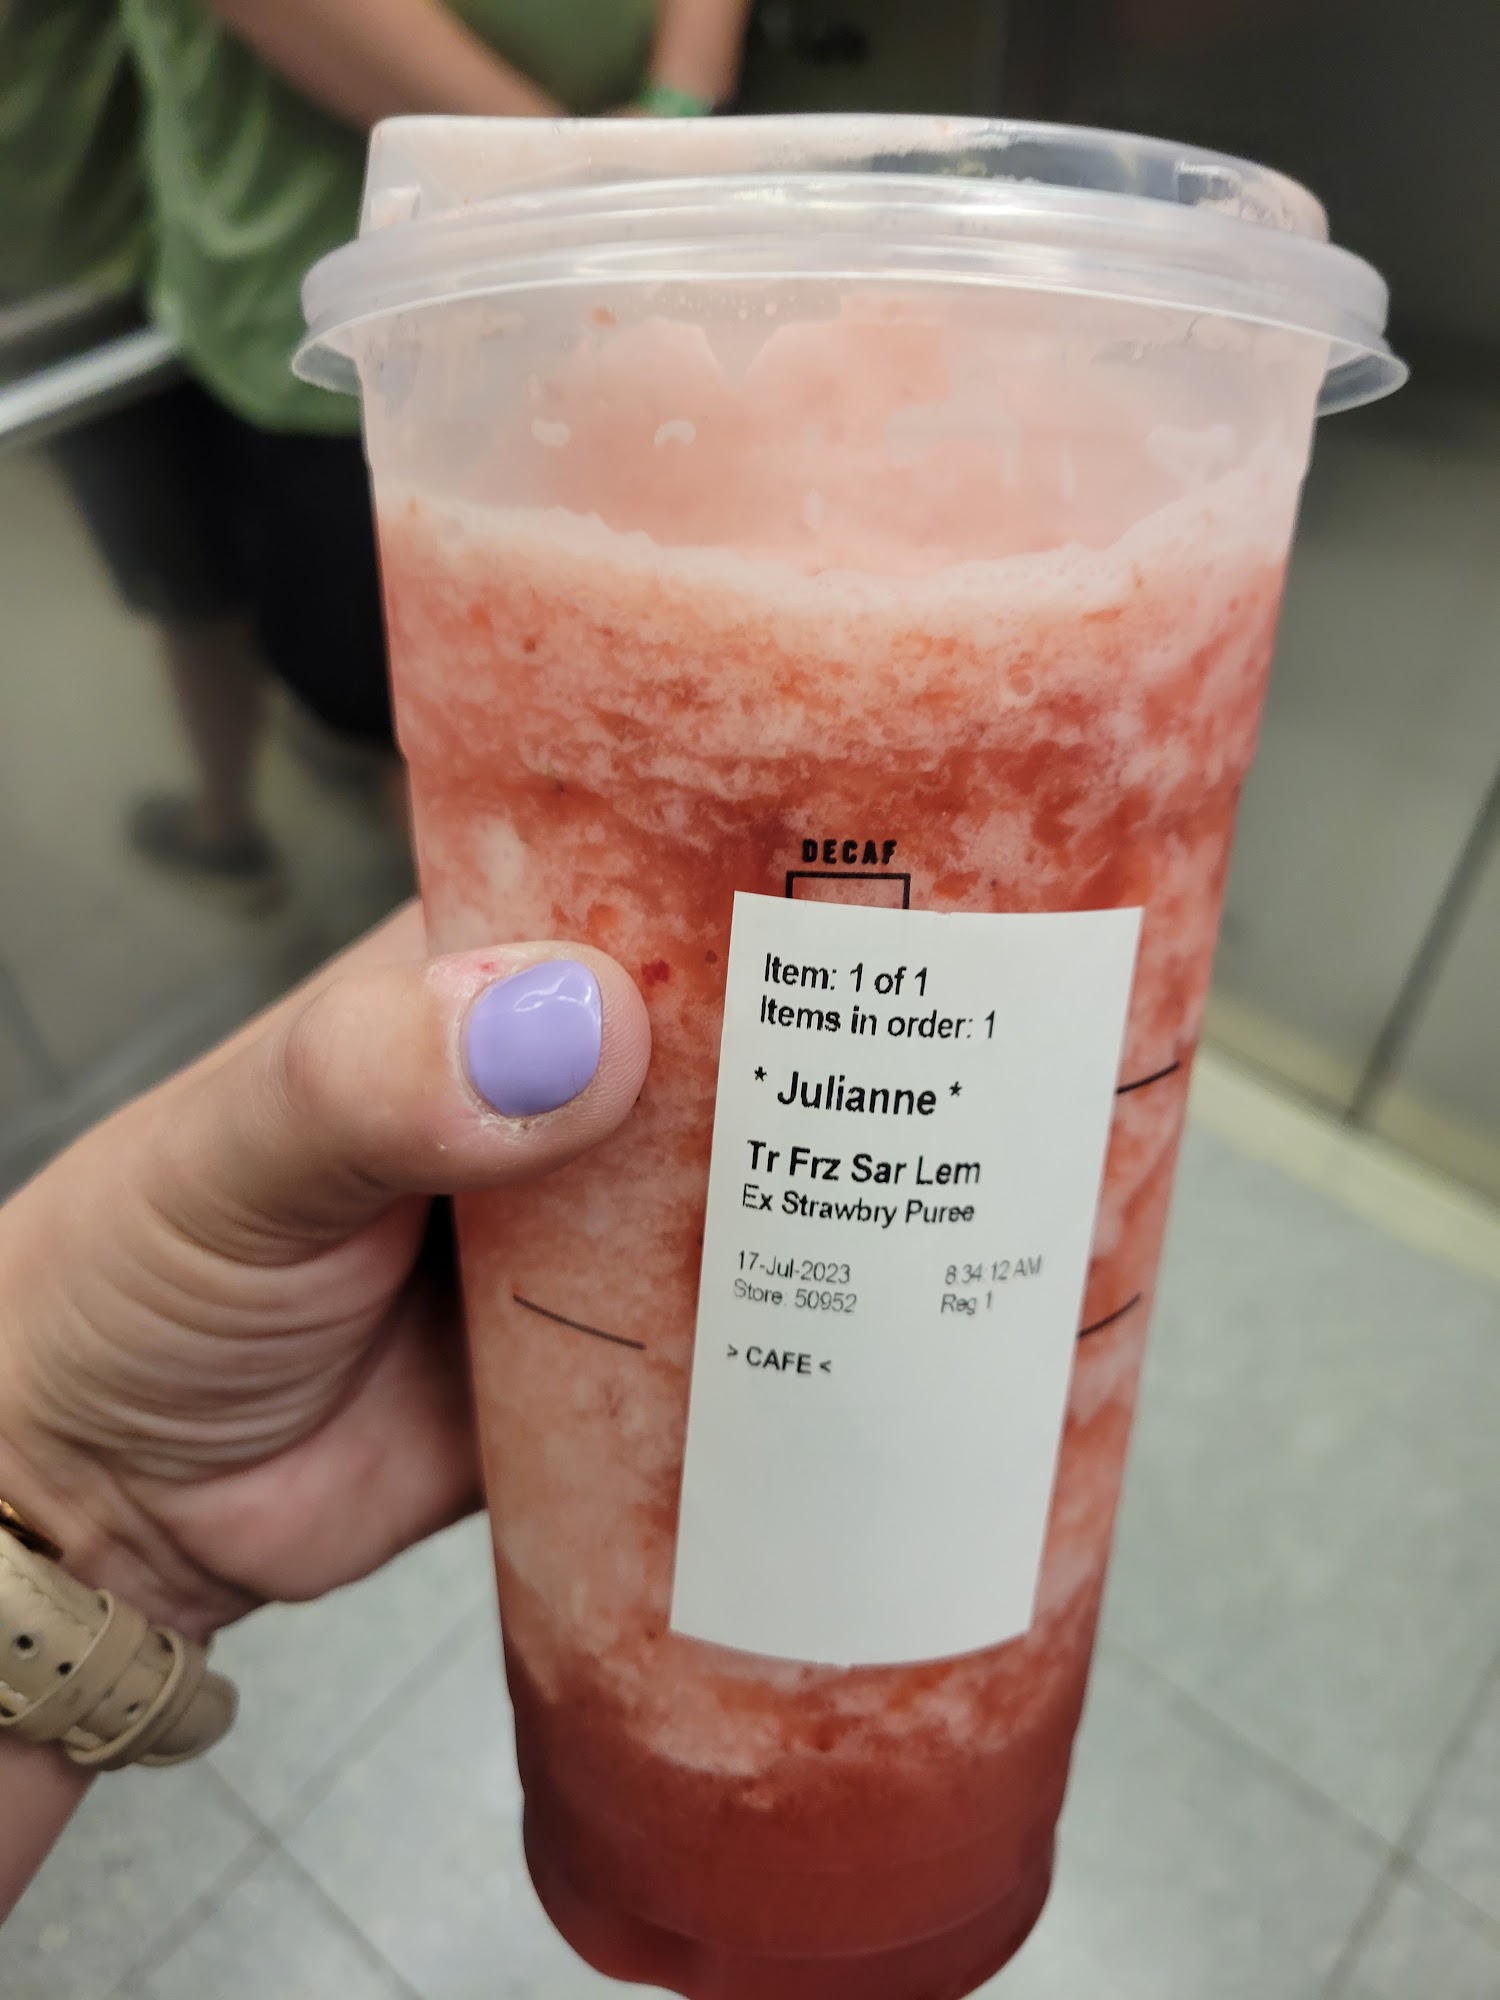 DECAF
Item: 1 of 1
Items in order: 1
* Julianne *
Tr Frz Sar Lem
Ex Strawbry Puree
17-Jul-2023 8:34:12 AM
Store: 50952 Reg 1
> CAFE <